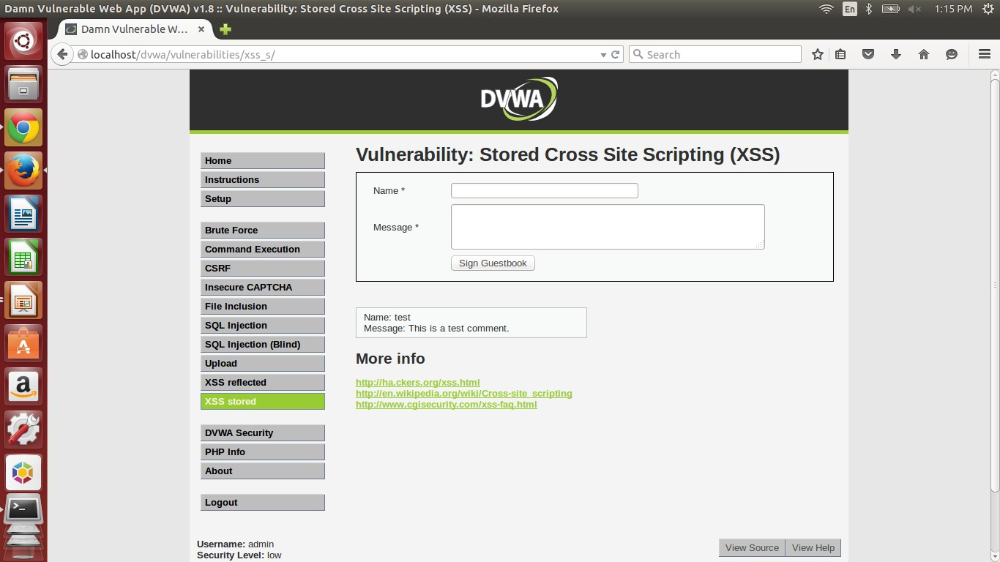 Damn Vulnerable Web App (DVWA) v1.8 :: Vulnerability: Stored Cross Site Scripting (XSS) - Mozilla Firefox
En
1:15 PM
Damn Vulnerable W...
localhost/dvwa/vulnerabilities/xss_s/
Search
DVWA
Home
Instructions
Setup
Brute Force
Command Execution
CSRF
Insecure CAPTCHA
File Inclusion
SQL Injection
SQL Injection (Blind)
Upload
XSS reflected
XSS stored
DVWA Security
PHP Info
About
Logout
Vulnerability: Stored Cross Site Scripting (XSS)
Name *
Message *
Sign Guestbook
Name: test
Message: This is a test comment.
More info
http://ha.ckers.org/xss.html
http://en.wikipedia.org/wiki/Cross-site_scripting
http://www.cgisecurity.com/xss-faq.html
Username: admin
Security Level: low
View Source
View Help